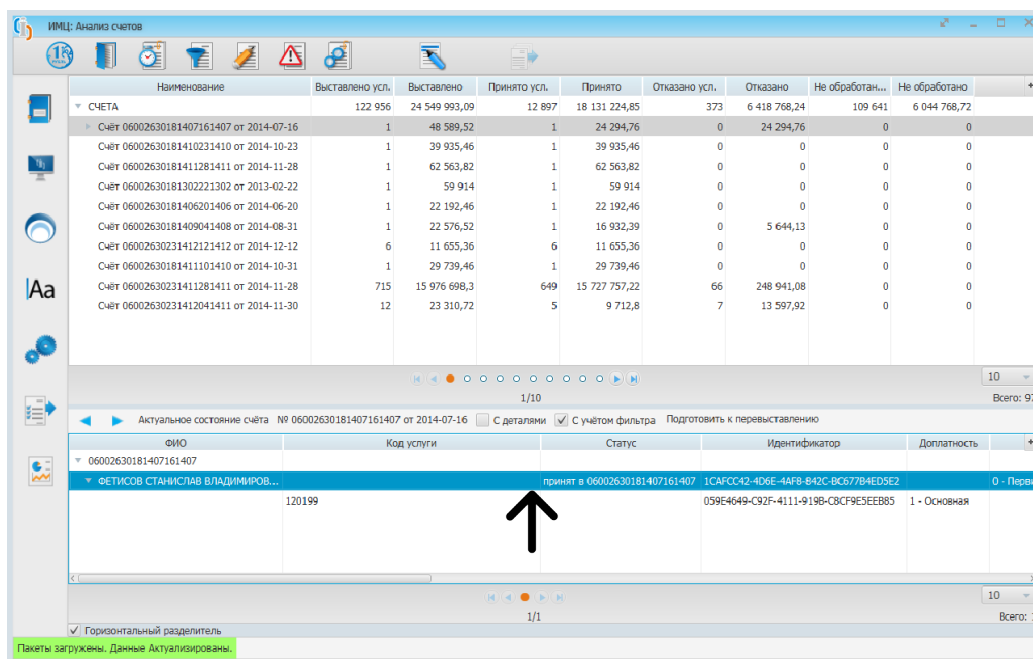 ИМЦ: Анализ счетов
Наименование Выставлено усл. Выставлено Принято усл. Принято Отказано усл. Отказано Не обработан... Не обработано
СЧЕТА 122 956 24 549 993,09 12 897 18 131 224,85 373 6 418 768,24 109 641 6 044 768,72
Счёт 06002630181407161407 от 2014-07-16 1 48 589,52 1 24 294,76 0 24 294,76 0 0
Счёт 06002630181410231410 от 2014-10-23 1 39 935,46 1 39 935,46 0 0 0 0
Счёт 06002630181411281411 от 2014-11-28 1 62 563,82 1 62 563,82 0 0 0 0
Счёт 06002630181302221302 от 2013-02-22 1 59 914 1 59 914 0 0 0 0
Счёт 06002630181406201406 от 2014-06-20 1 22 192,46 1 22 192,46 0 0 0 0
Счёт 06002630181409041408 от 2014-08-31 1 22 576,52 1 16 932,39 0 5 644,13 0 0
Счёт 06002630231412121412 от 2014-12-12 6 11 655,36 6 11 655,36 0 0 0 0
Счёт 06002630181411101410 от 2014-10-31 1 29 739,46 1 29 739,46 0 0 0 0
Счёт 06002630231411281411 от 2014-11-28 715 15 976 698,3 649 15 727 757,22 66 248 941,08 0 0
Счёт 06002630231412041411 от 2014-11-30 12 23 310,72 5 9 712,8 7 13 597,92 0 0
Aa
10
1/10
Всего: 97
Актуальное состояние счёта № 06002630181407161407 от 2014-07-16 С деталями С учётом фильтра Подготовить к перевыставлению
ФИО Код услуги Статус Идентификатор Доплатность
06002630181407161407
ФЕТИСОВ СТАНИСЛАВ ВЛАДИМИРОВ... принят в 06002630181407161407 1CAFCC42-4D6E-4AF8-B42C-BC677B4ED5E2 0 - Перви
120199 059E4649-C92F-4111-919B-C8CF9E5EEB85 1 - Основная
10
1/1
Всего:
Горизонтальный разделитель
Пакеты загружены. Данные Актуализированы.